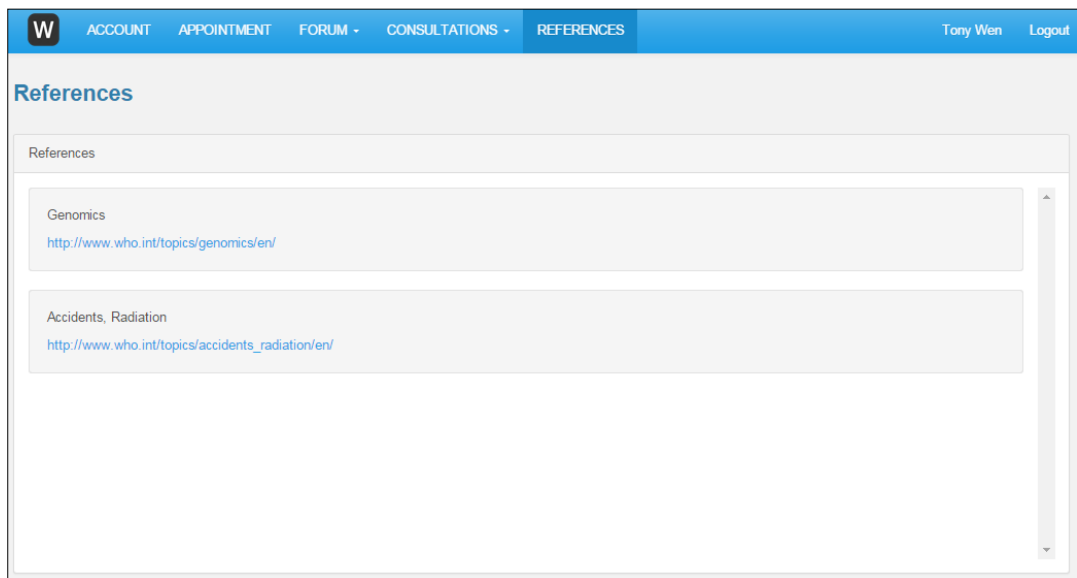 W ACCOUNT APPOINTMENT FORUM CONSULTATIONS REFERENCES Tony Wen Logout
References
References
Genomics
http://www.who.int/topics/genomics/en/
Accidents, Radiation
http://www.who.int/topics/accidents_radiation/en/